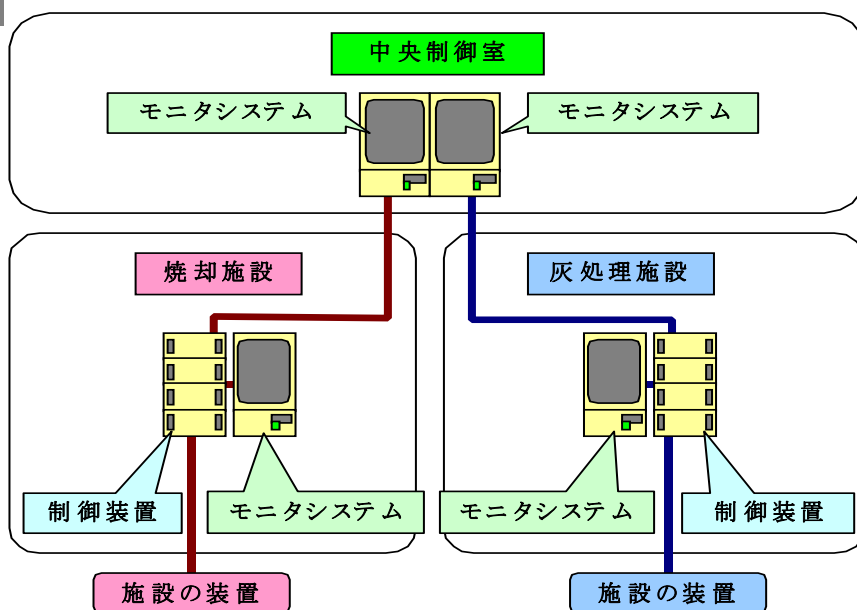 中央制御室
モニタシステム
モニタシステム
焼却施設
灰処理施設
制御装置
モニタシステム
モニタシステム
制御装置
施設の装置
施設の装置